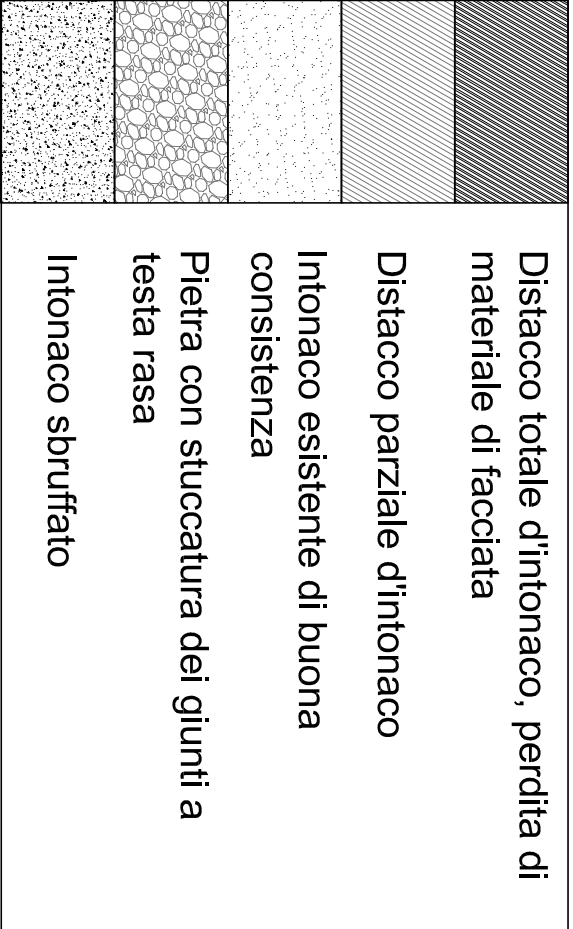 Distacco totale d'intonaco, perdita di
materiale di facciata
Distacco parziale d'intonaco
Intonaco esistente di buona
consistenza
Pietra con stuccatura dei giunti a
testa rasa
Intonaco sbruffato